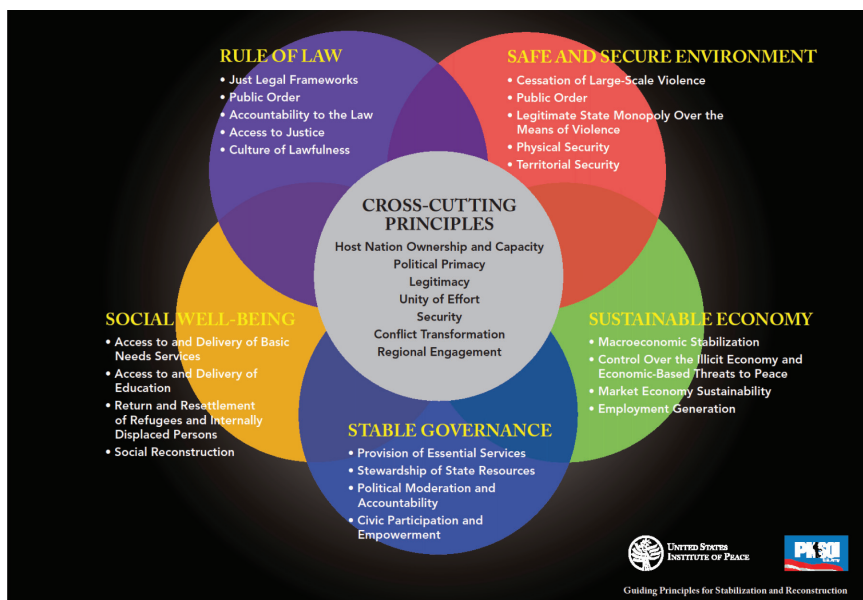 RULE OF LAW
• Just Legal Frameworks
• Public Order
• Accountability to the Law
• Access to Justice
• Culture of Lawfulness
SAFE AND SECURE ENVIRONMENT
• Cessation of Large-Scale Violence
• Public Order
• Legitimate State Monopoly Over the
Means of Violence
• Physical Security
• Territorial Security
CROSS-CUTTING
PRINCIPLES
Host Nation Ownership and Capacity
Political Primacy
Legitimacy
Unity of Effort
Security
Conflict Transformation
Regional Engagement
SOCIAL WELL-BEING
• Access to and Delivery of Basic
Needs Services
• Access to and Delivery of
Education
• Return and Resettlement
of Refugees and Internally
Displaced Persons
• Social Reconstruction
SUSTAINABLE ECONOMY
• Macroeconomic Stabilization
• Control Over the Illicit Economy and
Economic-Based Threats to Peace
• Market Economy Sustainability
• Employment Generation
STABLE GOVERNANCE
• Provision of Essential Services
• Stewardship of State Resources
• Political Moderation and
Accountability
• Civic Participation and
Empowerment
UNITED STATES
INSTITUTE OF PEACE
PKSOI
Guiding Principles for Stabilization and Reconstruction